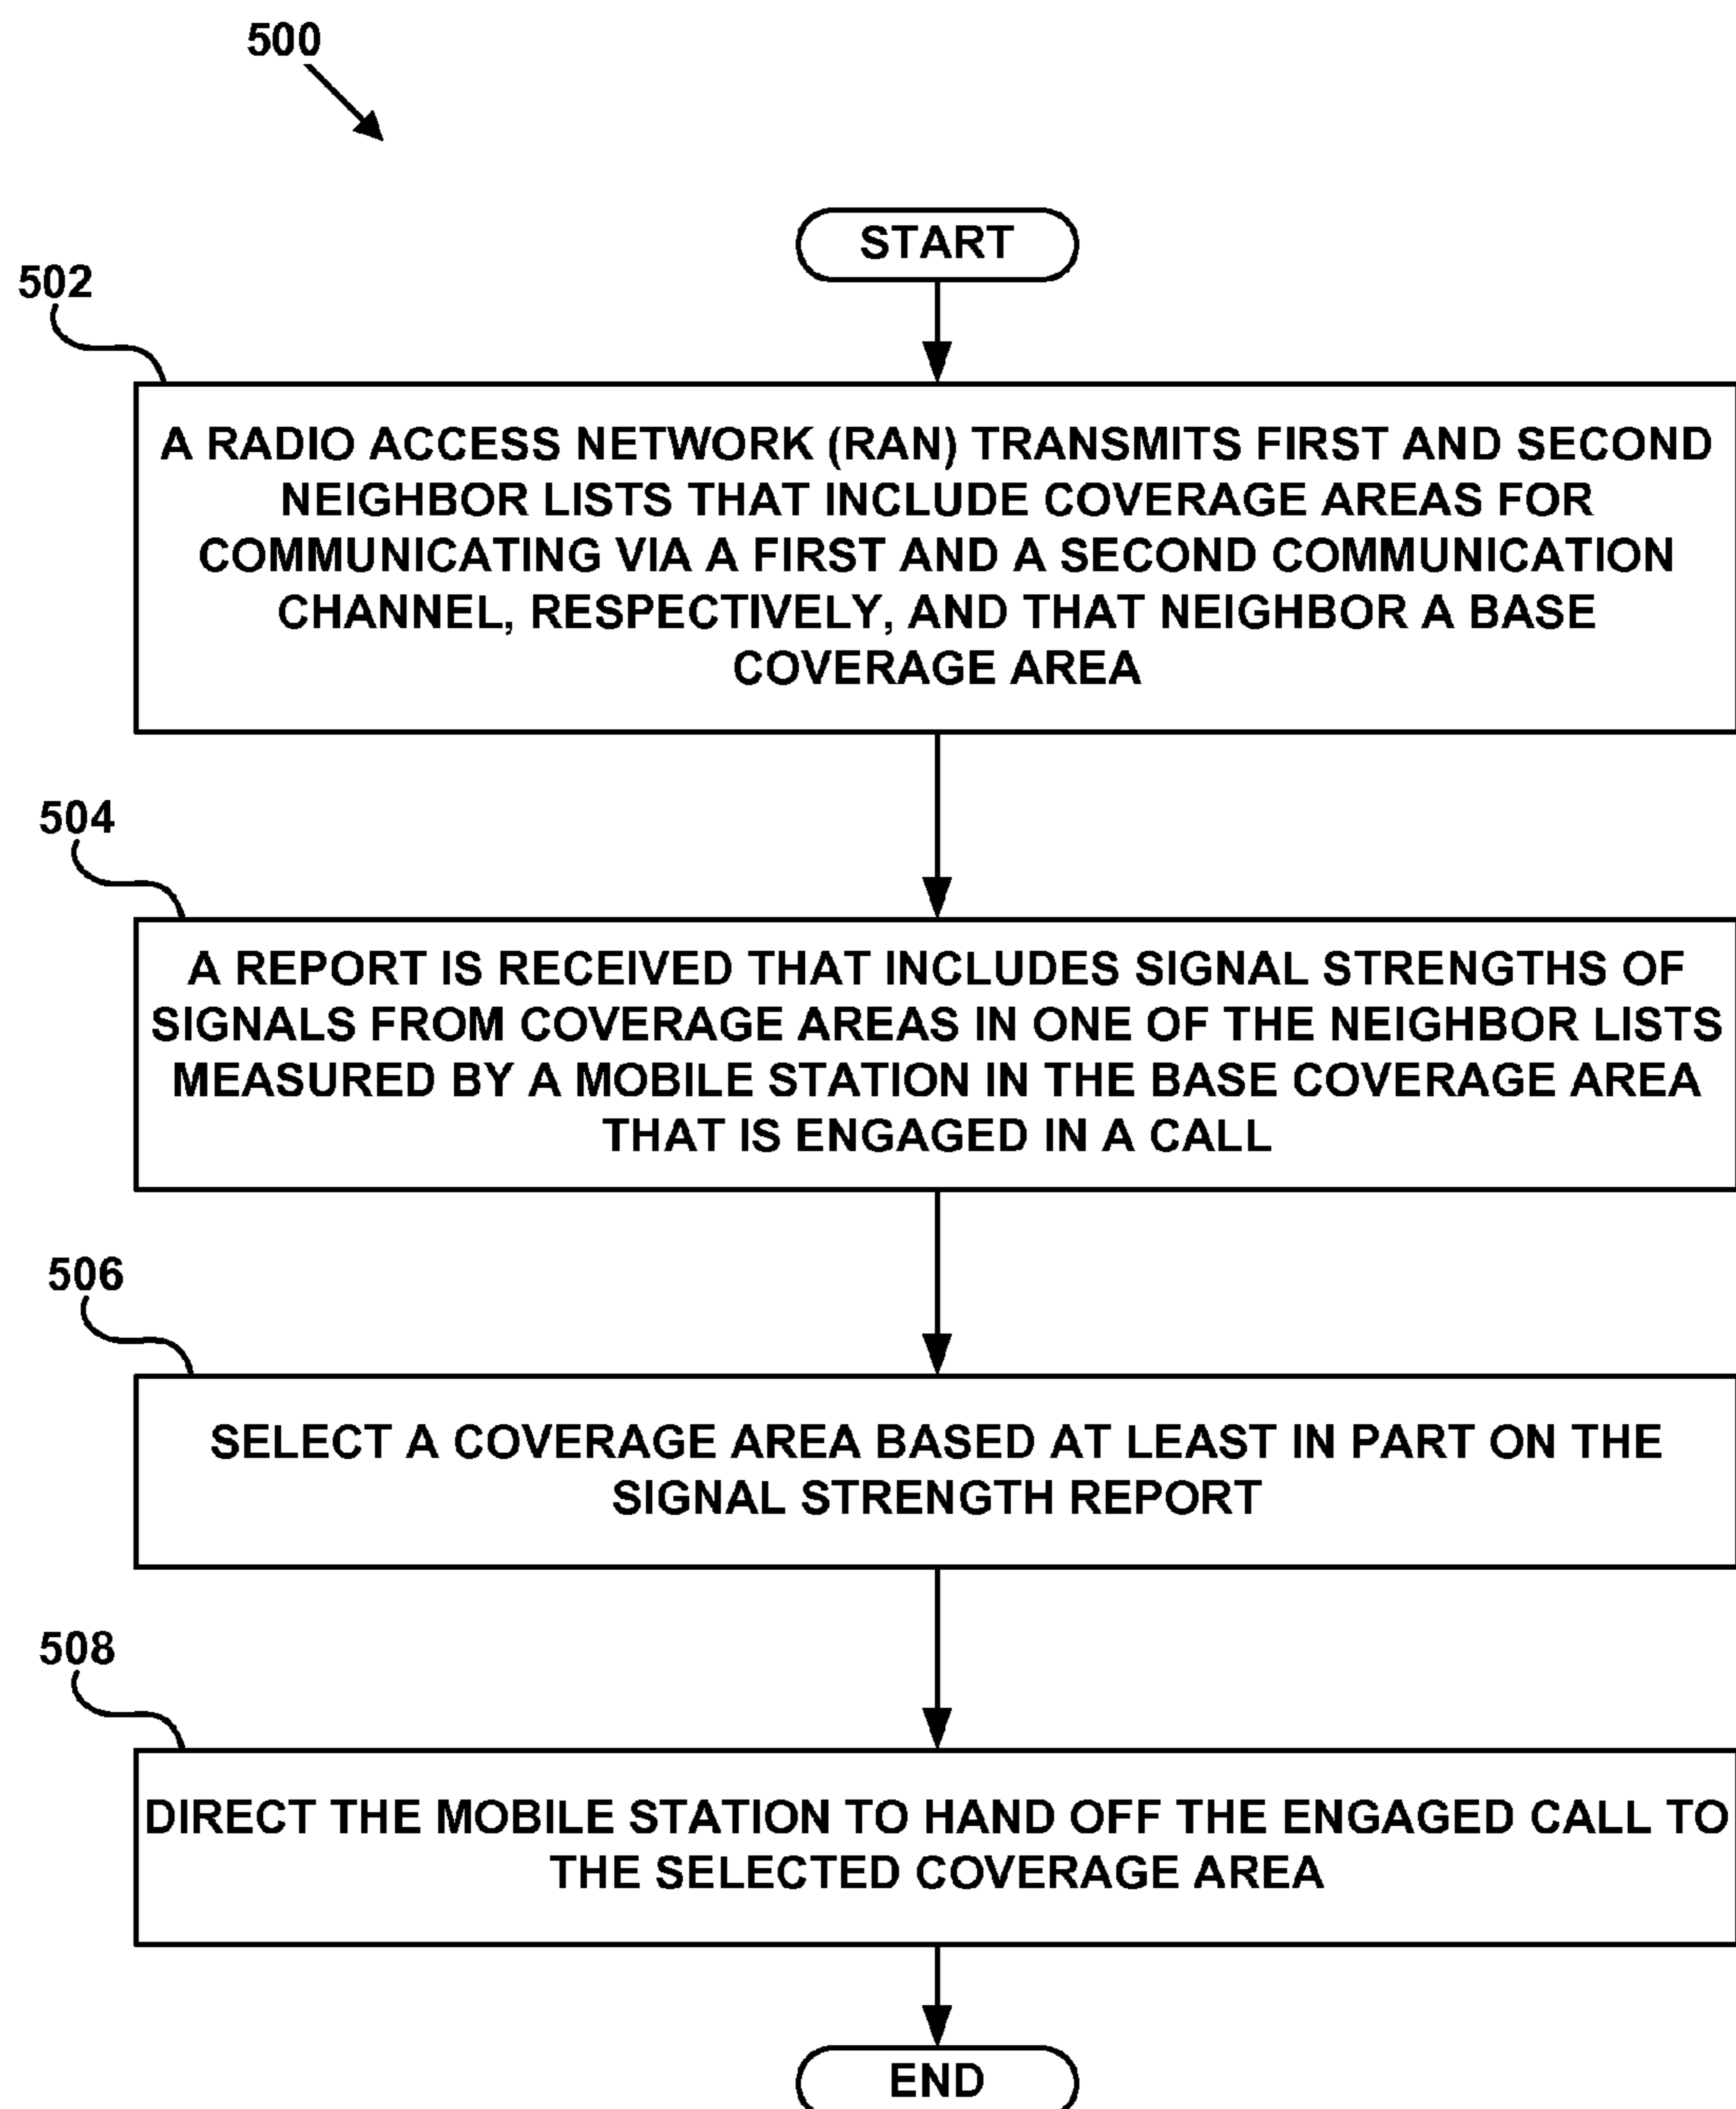 500
START
502
A RADIO ACCESS NETWORK (RAN) TRANSMITS FIRST AND SECOND
NEIGHBOR LISTS THAT INCLUDE COVERAGE AREAS FOR
COMMUNICATING VIA A FIRST AND A SECOND COMMUNICATION
CHANNEL, RESPECTIVELY, AND THAT NEIGHBOR A BASE
COVERAGE AREA
504
A REPORT IS RECEIVED THAT INCLUDES SIGNAL STRENGTHS OF
SIGNALS FROM COVERAGE AREAS IN ONE OF THE NEIGHBOR LISTS
MEASURED BY A MOBILE STATION IN THE BASE COVERAGE AREA
THAT IS ENGAGED IN A CALL
506
SELECT A COVERAGE AREA BASED AT LEAST IN PART ON THE
SIGNAL STRENGTH REPORT
508
DIRECT THE MOBILE STATION TO HAND OFF THE ENGAGED CALL TO
THE SELECTED COVERAGE AREA
END